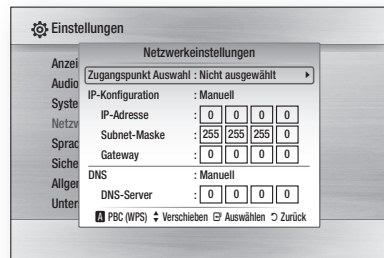 Einstellungen
Netzwerkeinstellungen
Anzei
Audio
Syste
Netzw
Sprac
Siche
Allger
Unter
Zugangspunkt Auswahl : Nicht ausgewählt
IP-Konfiguration : Manuell
IP-Adresse : 0 0 0 0
Subnet-Maske : 255 255 255 0
Gateway : 0 0 0 0
DNS : Manuell
DNS-Server : 0 0 0 0
A PBC (WPS) Verschieben Auswählen Zurück